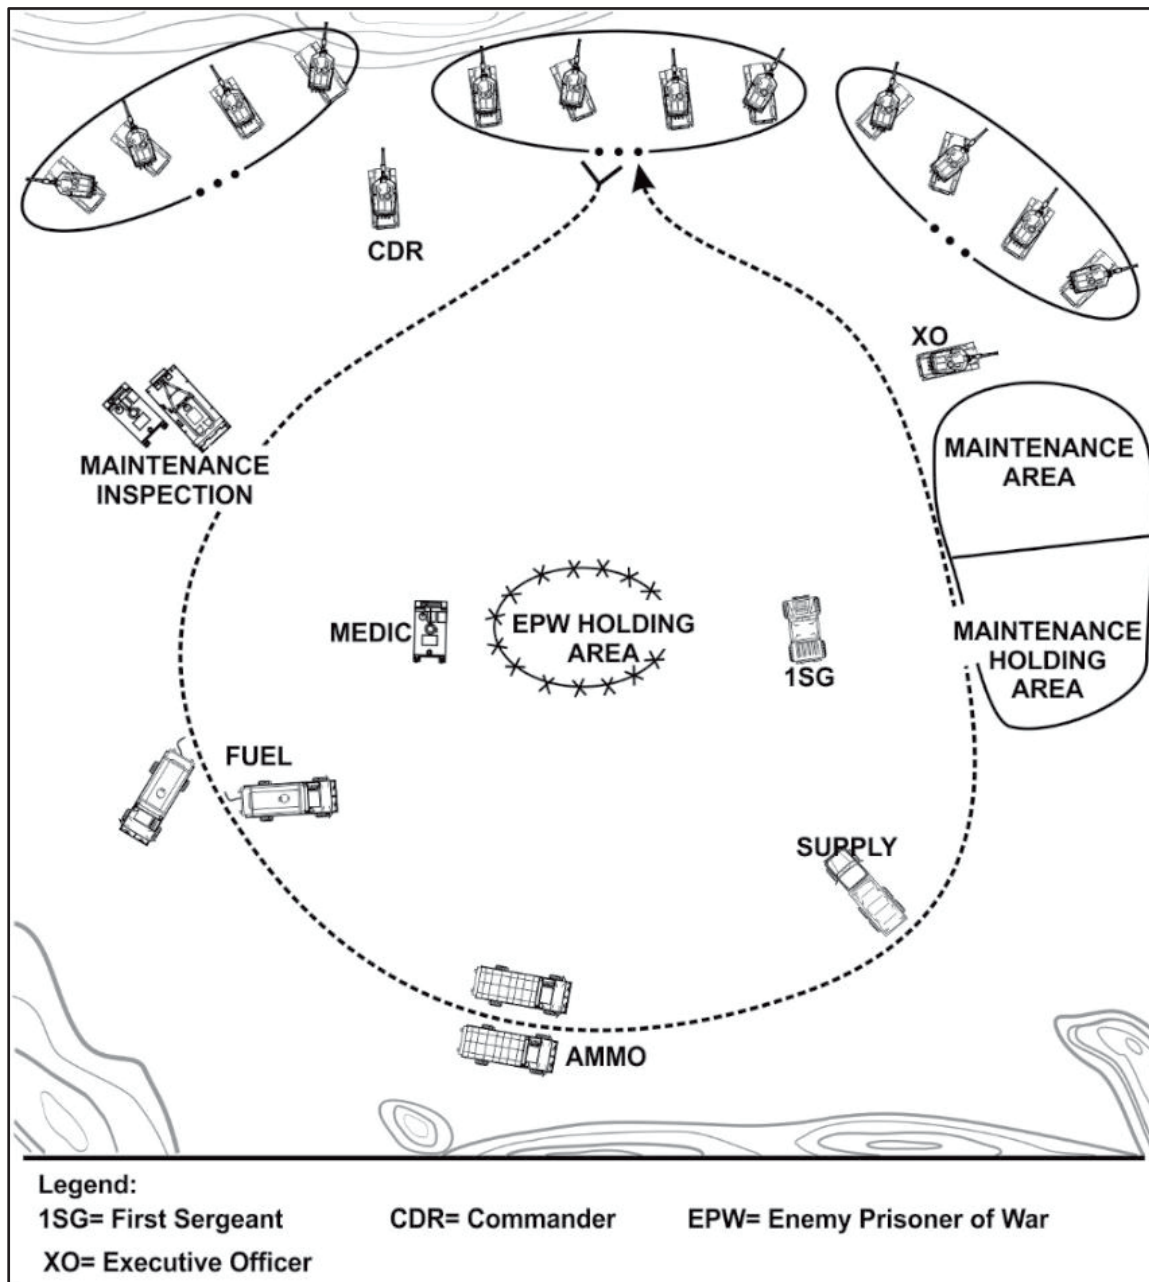 CDR
XO
MAINTENANCE
AREA
MAINTENANCE
INSPECTION
MEDIC
EPW HOLDING
AREA
1SG
MAINTENANCE
HOLDING
AREA
FUEL
SUPPLY
AMMO
Legend:
1SG= First Sergeant CDR= Commander EPW= Enemy Prisoner of War
XO= Executive Officer